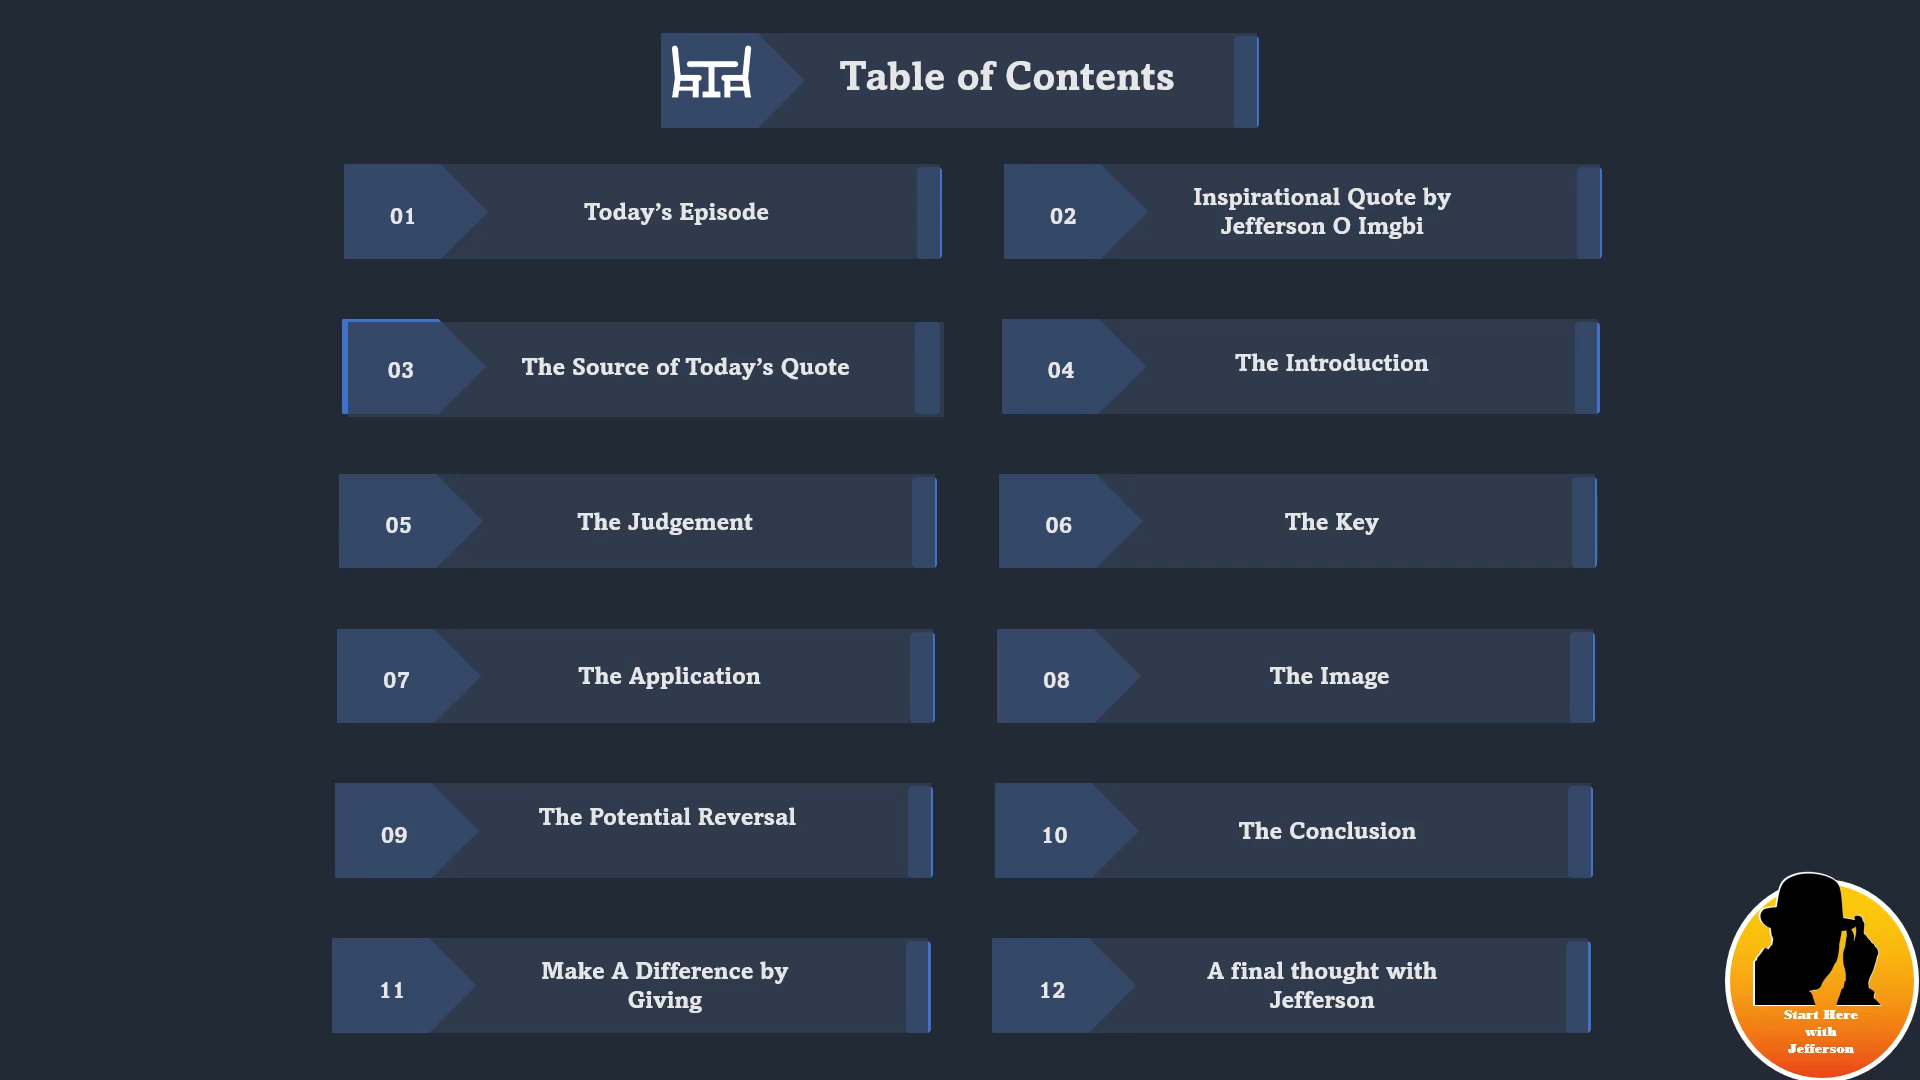 Table of Contents
01
Today’s Episode
02
Inspirational Quote by
Jefferson O Imgbi
03
The Source of Today’s Quote
04
The Introduction
05
The Judgement
06
The Key
07
The Application
08
The Image
09
The Potential Reversal
10
The Conclusion
11
Make A Difference by
Giving
12
A final thought with
Jefferson
Start Here
with
Jefferson